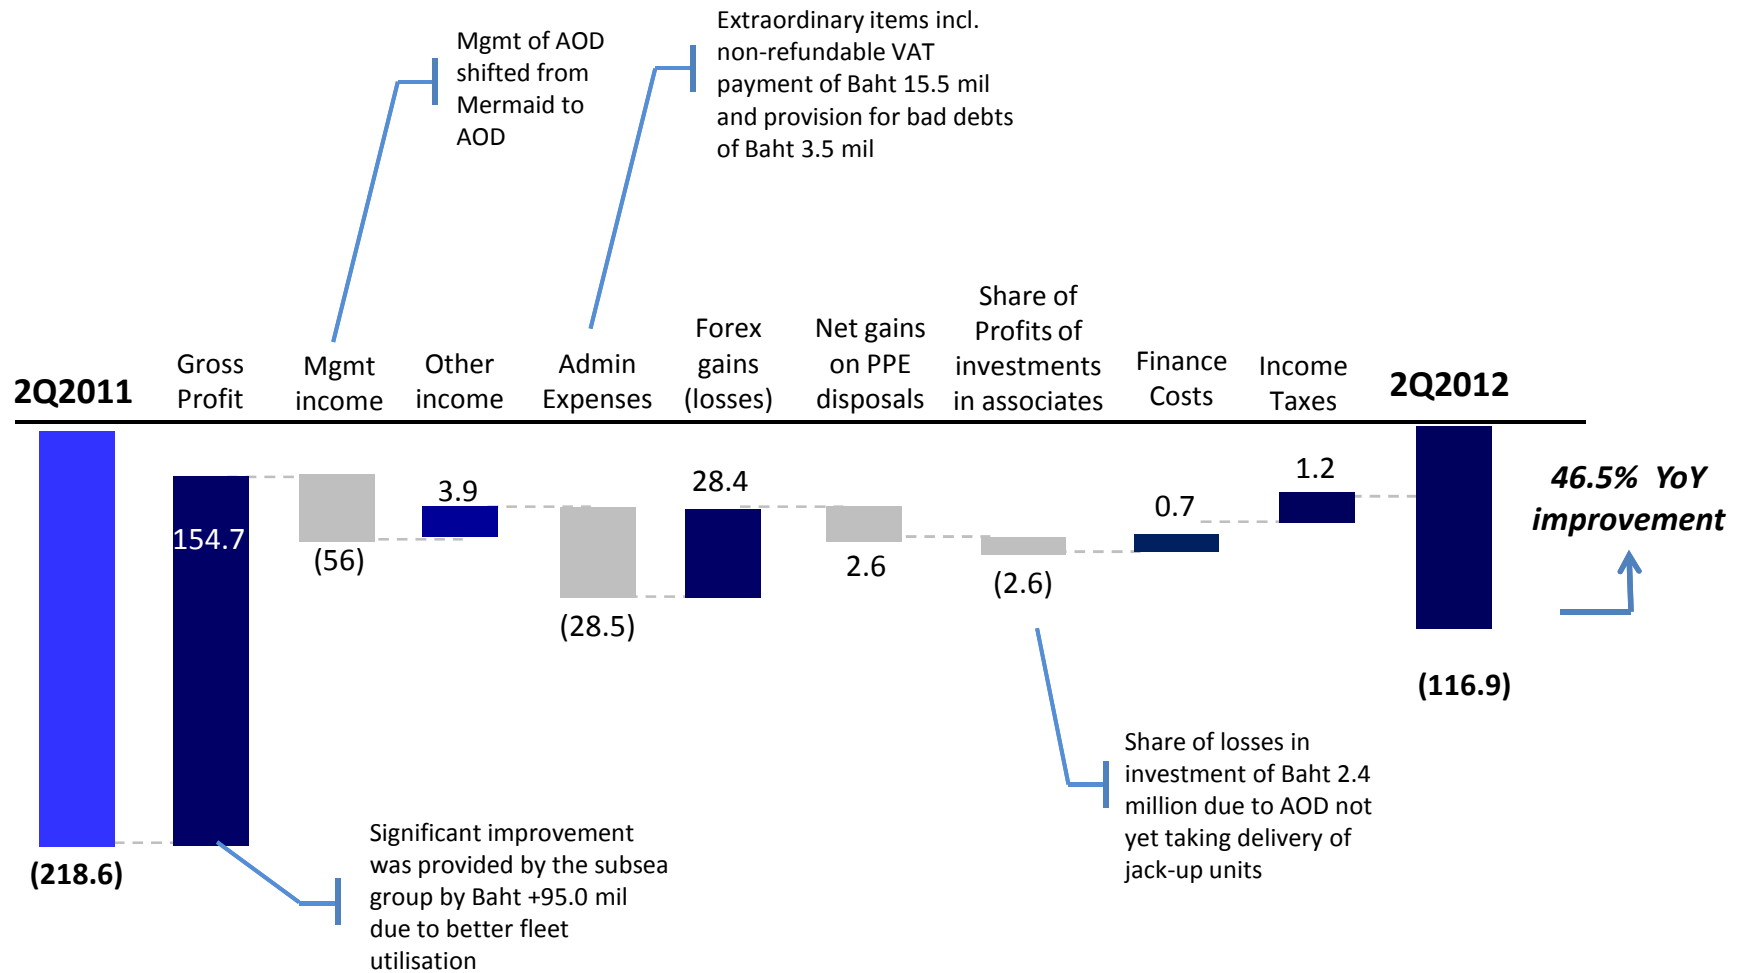 Mgmt of AOD
shifted from
Mermaid to
AOD
Extraordinary items incl.
non-refundable VAT
payment of Baht 15.5 mil
and provision for bad debts
of Baht 3.5 mil
2Q2011
Gross
Profit
Mgmt
income
Other
income
Admin
Expenses
Forex
gains
(losses)
Net gains
on PPE
disposals
Share of
Profits of
investments
in associates
Finance
Costs
Income
Taxes
2Q2012
154.7
(56)
3.9
(28.5)
28.4
2.6
(2.6)
0.7
1.2
46.5% YoY
improvement
(116.9)
(218.6)
Significant improvement
was provided by the subsea
group by Baht +95.0 mil
due to better fleet
utilisation
Share of losses in
investment of Baht 2.4
million due to AOD not
yet taking delivery of
jack-up units